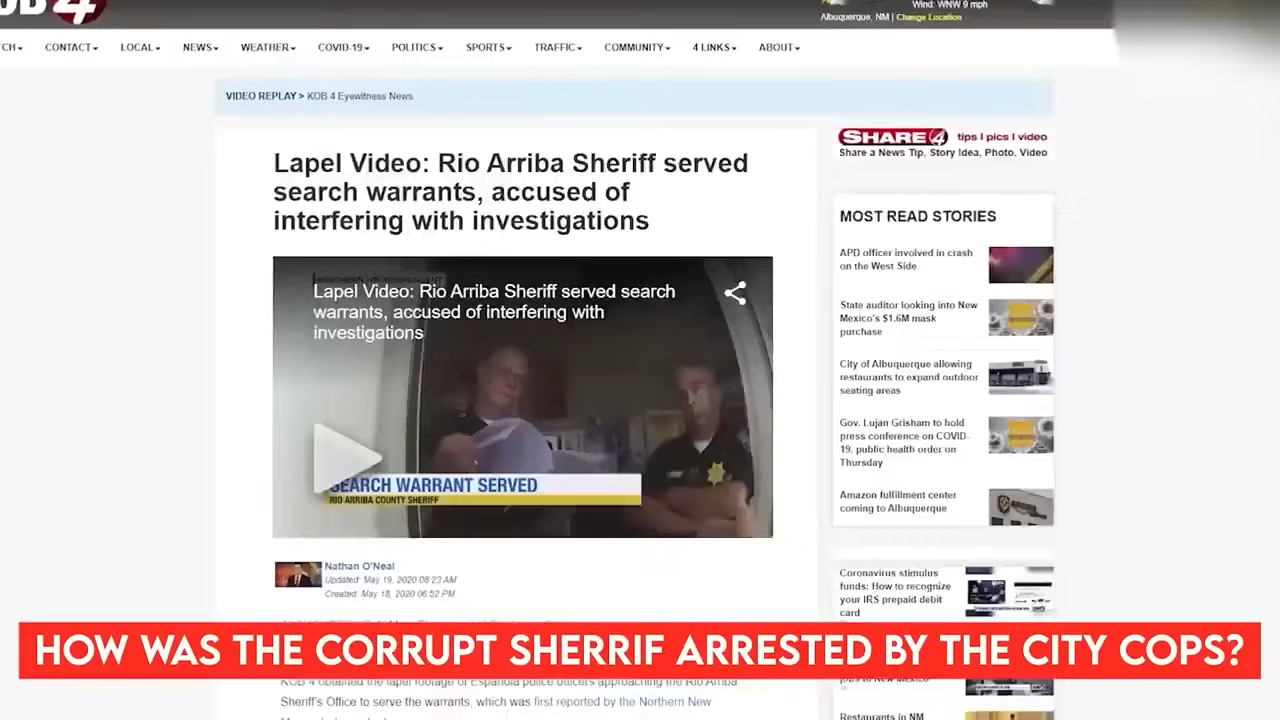 4
Wind: WNW 9 mph
Albuquerque, NM | Change Location
CONTACT
LOCAL
NEWS
WEATHER
COVID-19
POLITICS
SPORTS
TRAFFIC
COMMUNITY
4 LINKS
ABOUT
VIDEO REPLAY > KOB 4 Eyewitness News
Lapel Video: Rio Arriba Sheriff served
search warrants, accused of
interfering with investigations
Lapel Video: Rio Arriba Sheriff served search
warrants, accused of interfering with
investigations
SEARCH WARRANT SERVED
RIO ARRIBA COUNTY SHERIFF
Nathan O'Neal
Updated: May 19, 2020 08:23 AM
Created: May 18, 2020 06:52 PM
KOB 4 obtained the lapel footage of Española police officers approaching the Rio Arriba
Sheriff's Office to serve the warrants, which was first reported by the Northern New
SHARE 4 tips | pics | video
Share a News Tip, Story Idea, Photo, Video
MOST READ STORIES
APD officer involved in crash
on the West Side
State auditor looking into New
Mexico's $1.6M mask
purchase
City of Albuquerque allowing
restaurants to expand outdoor
seating areas
Gov. Lujan Grisham to hold
press conference on COVID-
19, public health order on
Thursday
Amazon fulfillment center
coming to Albuquerque
Coronavirus stimulus
funds: How to recognize
your IRS prepaid debit
card
Restaurants in NM
HOW WAS THE CORRUPT SHERRIF ARRESTED BY THE CITY COPS?